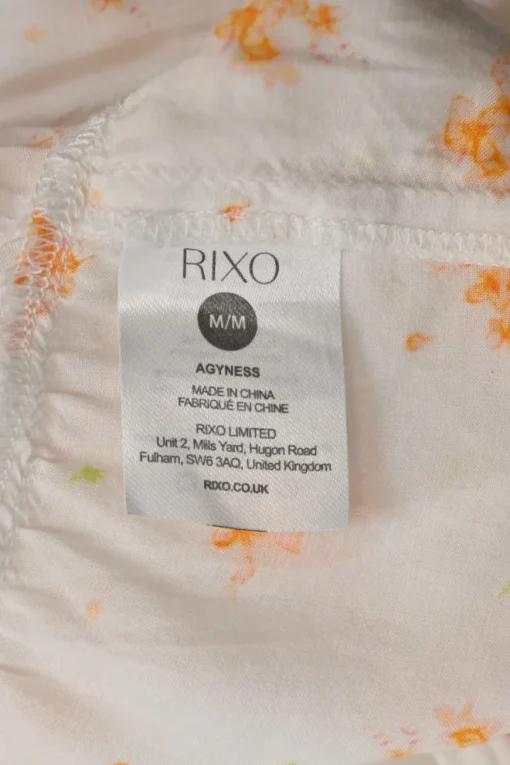 RIXO
M/M
AGYNESS
MADE IN CHINA
FABRIQUÉ EN CHINE
RIXO LIMITED
Unit 2, Mills Yard, Hugon Road
Fulham, SW6 3AQ, United Kingdom
RIXO.CO.UK